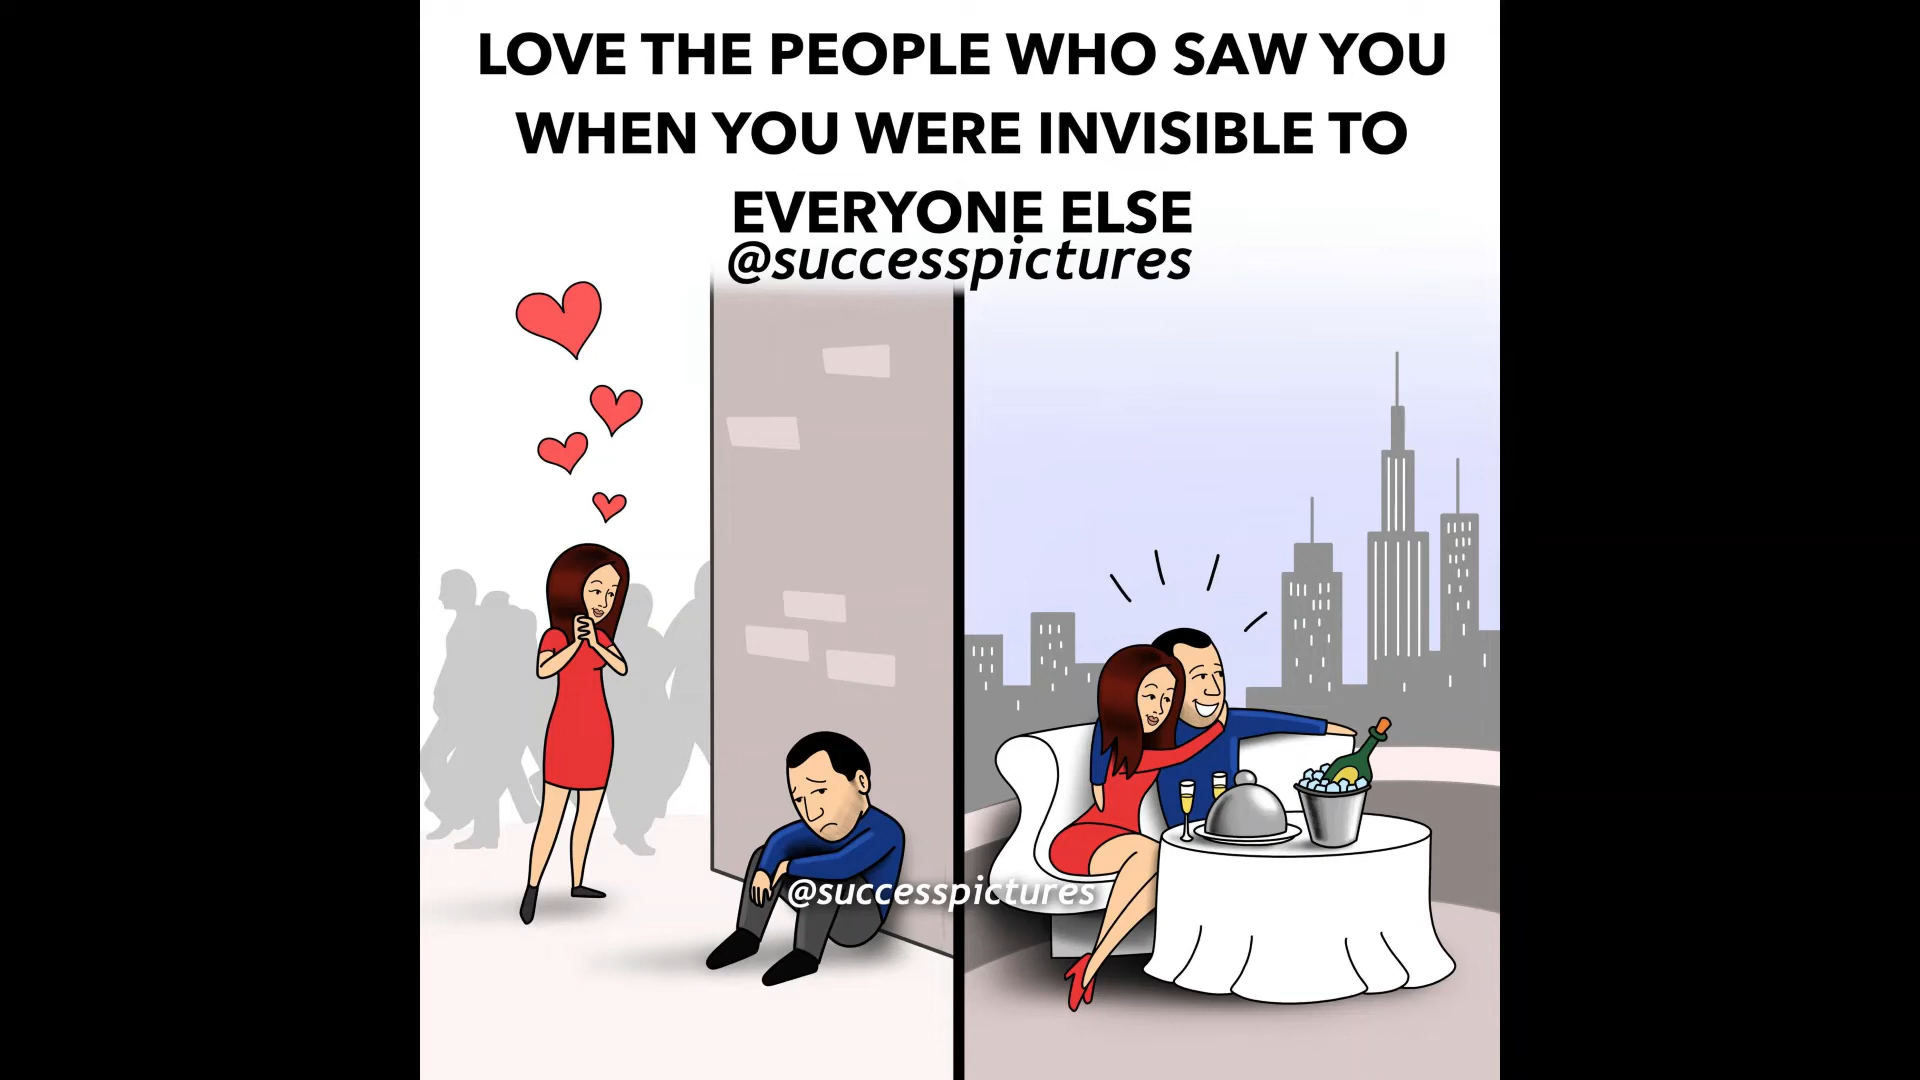 LOVE THE PEOPLE WHO SAW YOU
WHEN YOU WERE INVISIBLE TO
EVERYONE ELSE
@successpictures
@successpictures